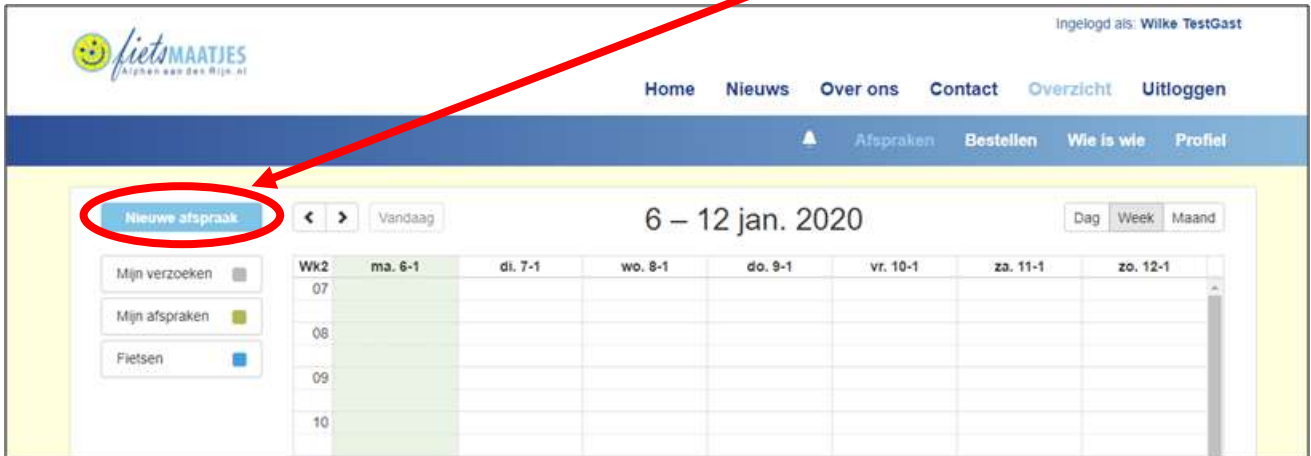 Ingelogd als: Wilke TestGast
fietsMAATJES
Alphen aan den Rijn.nl
Home Nieuws Over ons Contact Overzicht Uitloggen
Afspraken Bestellen Wie is wie Profiel
Nieuwe afspraak
Vandaag
6 – 12 jan. 2020
Dag Week Maand
Mijn verzoeken
Mijn afspraken
Fietsen
Wk2 ma. 6-1 di. 7-1 wo. 8-1 do. 9-1 vr. 10-1 za. 11-1 zo. 12-1
07
08
09
10